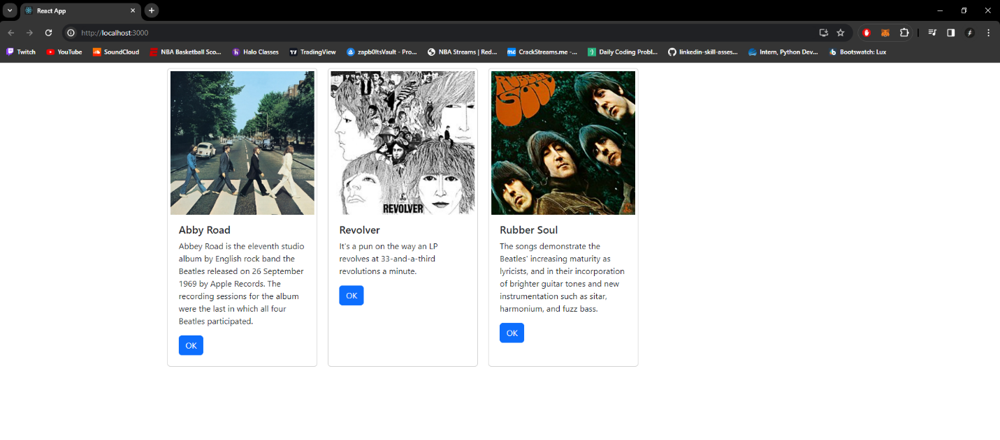 React App
http://localhost:3000
Twitch
YouTube
SoundCloud
NBA Basketball Sco...
Halo Classes
TradingView
zapb0ltsVault - Pro...
NBA Streams | Red...
CrackStreams.me -...
Daily Coding Probl...
linkedin-skill-asses...
Intern, Python Dev...
Bootswatch: Lux
REVOLVER
RUBBER
SOUL
Abby Road
Abbey Road is the eleventh studio
album by English rock band the
Beatles released on 26 September
1969 by Apple Records. The
recording sessions for the album
were the last in which all four
Beatles participated.
OK
Revolver
It's a pun on the way an LP
revolves at 33-and-a-third
revolutions a minute.
OK
Rubber Soul
The songs demonstrate the
Beatles' increasing maturity as
lyricists, and in their incorporation
of brighter guitar tones and new
instrumentation such as sitar,
harmonium, and fuzz bass.
OK